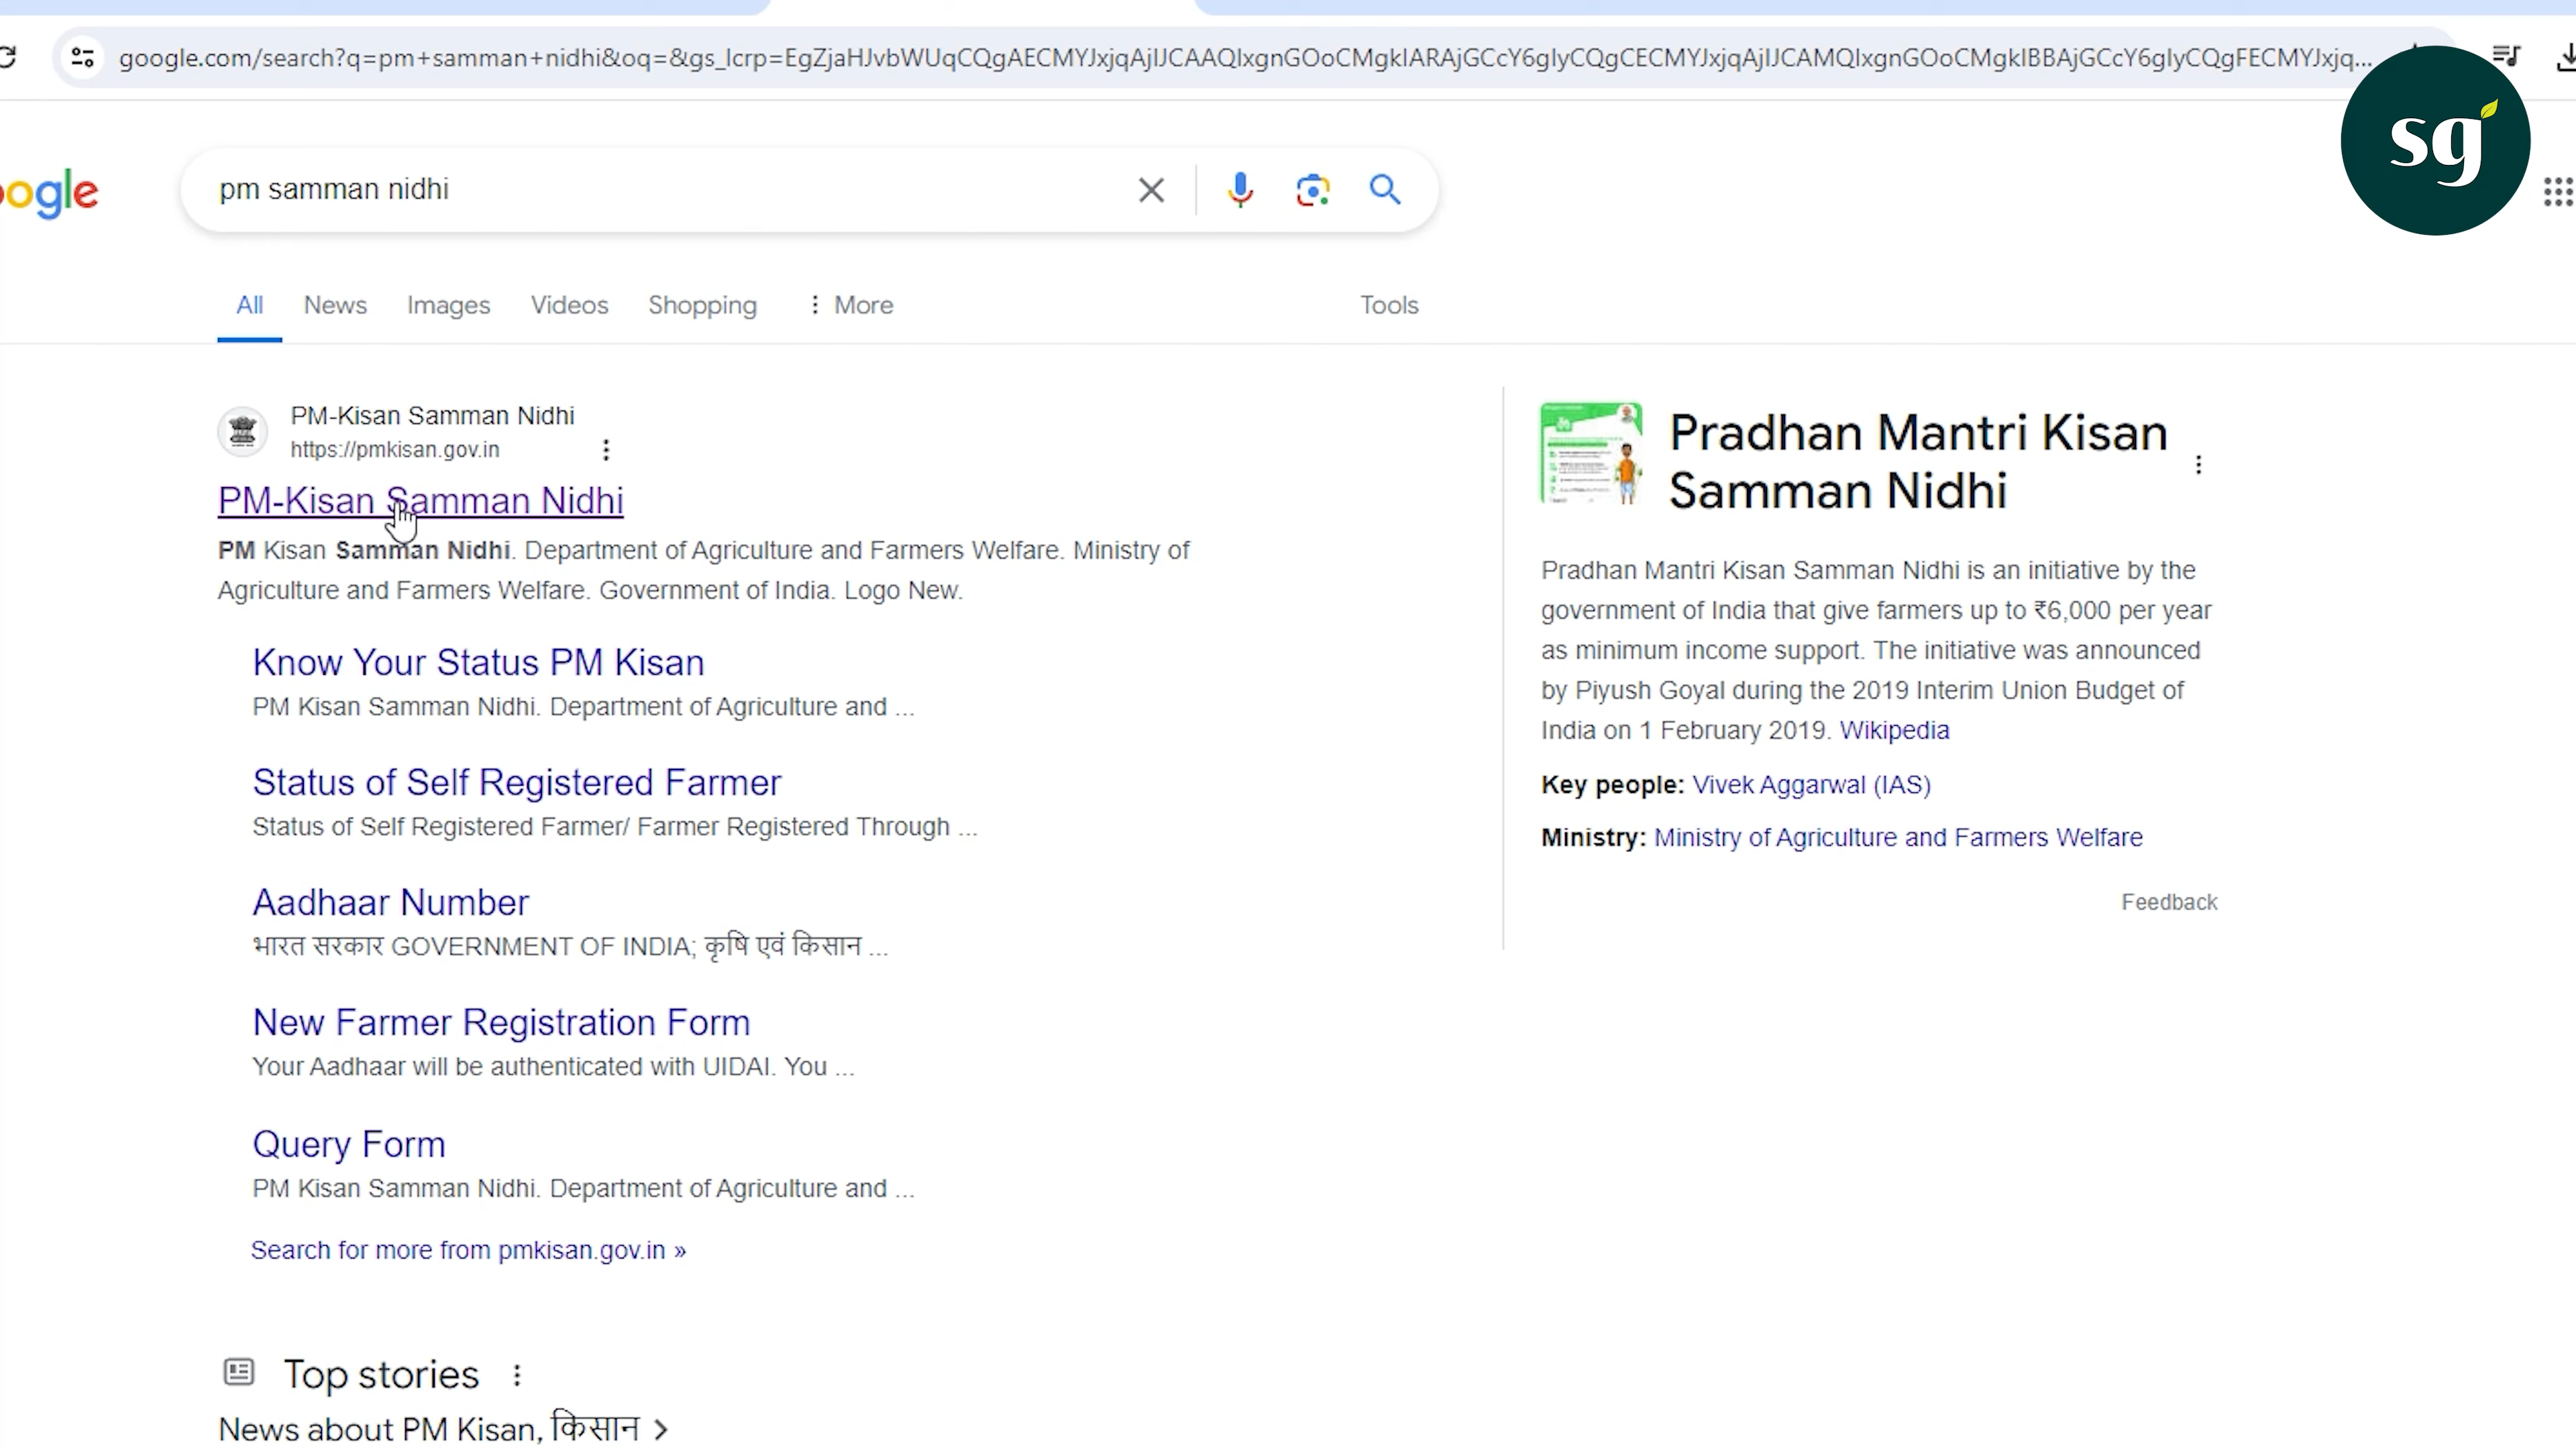 google.com/search?q=pm+samman+nidhi&oq=&gs_lcrp=EgZjaHJvbWUqCQgAECMYJxjqAjIJCAAQIxgnGOoCMgkIARAjGCcY6gIyCQgCECMYJxjqAjIJCAMQIxgnGOoCMgkIBBAjGCcY6gIyCQgFECMYJxjq...
sg
ogle
pm samman nidhi
All News Images Videos Shopping More Tools
PM-Kisan Samman Nidhi
https://pmkisan.gov.in
PM-Kisan Samman Nidhi
PM Kisan Samman Nidhi. Department of Agriculture and Farmers Welfare. Ministry of
Agriculture and Farmers Welfare. Government of India. Logo New.
Know Your Status PM Kisan
PM Kisan Samman Nidhi. Department of Agriculture and ...
Status of Self Registered Farmer
Status of Self Registered Farmer/ Farmer Registered Through ...
Aadhaar Number
भारत सरकार GOVERNMENT OF INDIA; कृषि एवं किसान ...
New Farmer Registration Form
Your Aadhaar will be authenticated with UIDAI. You ...
Query Form
PM Kisan Samman Nidhi. Department of Agriculture and ...
Search for more from pmkisan.gov.in »
Top stories
News about PM Kisan, किसान
Pradhan Mantri Kisan
Samman Nidhi
Pradhan Mantri Kisan Samman Nidhi is an initiative by the
government of India that give farmers up to ₹6,000 per year
as minimum income support. The initiative was announced
by Piyush Goyal during the 2019 Interim Union Budget of
India on 1 February 2019. Wikipedia
Key people: Vivek Aggarwal (IAS)
Ministry: Ministry of Agriculture and Farmers Welfare
Feedback